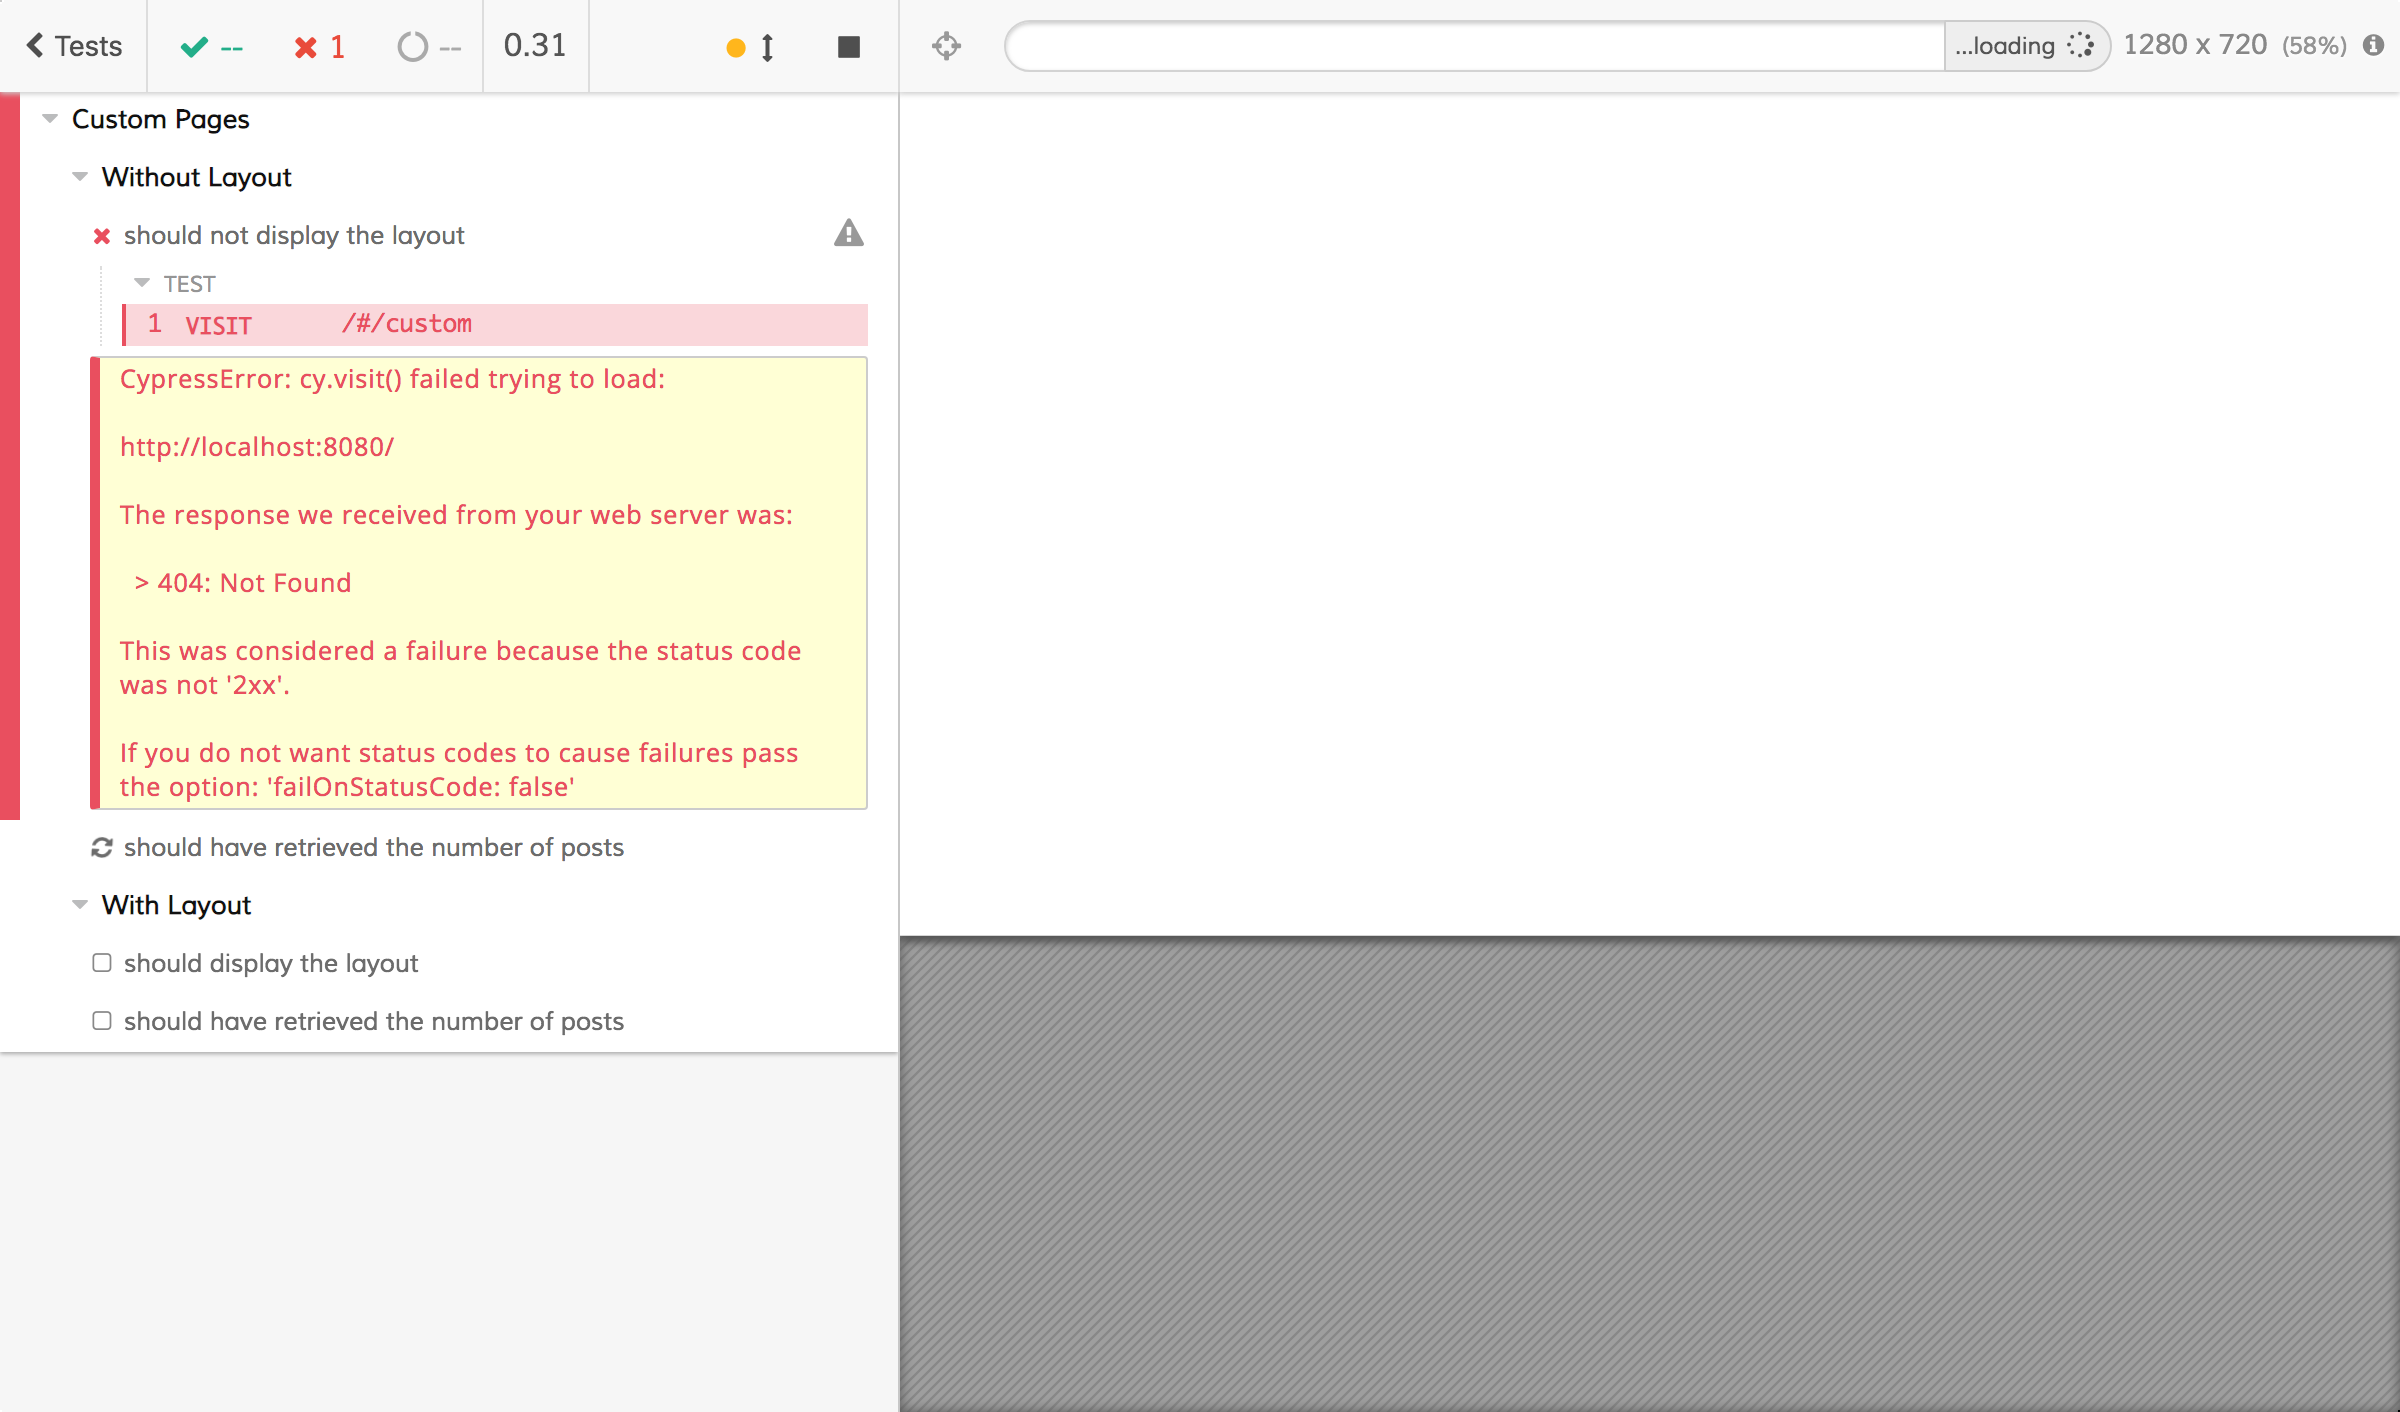 Tests -- 1 -- 0.31 ...loading 1280 x 720 (58%)
Custom Pages
Without Layout
should not display the layout
TEST
1 VISIT /#/custom
CypressError: cy.visit() failed trying to load:
http://localhost:8080/
The response we received from your web server was:
> 404: Not Found
This was considered a failure because the status code
was not '2xx'.
If you do not want status codes to cause failures pass
the option: 'failOnStatusCode: false'
should have retrieved the number of posts
With Layout
should display the layout
should have retrieved the number of posts